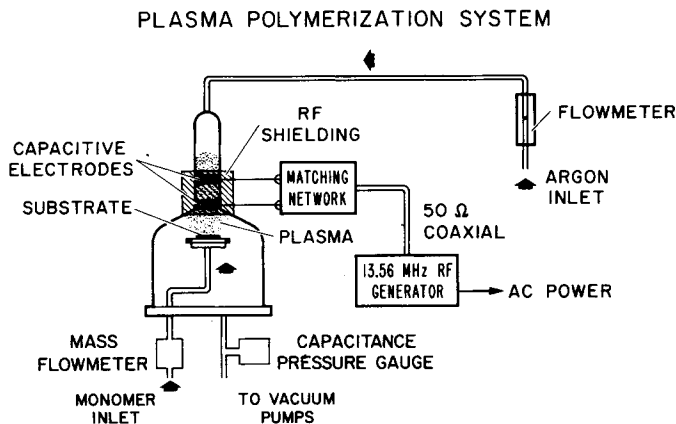 PLASMA POLYMERIZATION SYSTEM
RF
SHIELDING
FLOWMETER
CAPACITIVE
ELECTRODES
MATCHING
NETWORK
ARGON
INLET
SUBSTRATE
PLASMA
50 Ω
COAXIAL
13.56 MHz RF
GENERATOR
AC POWER
MASS
FLOWMETER
CAPACITANCE
PRESSURE GAUGE
MONOMER
INLET
TO VACUUM
PUMPS